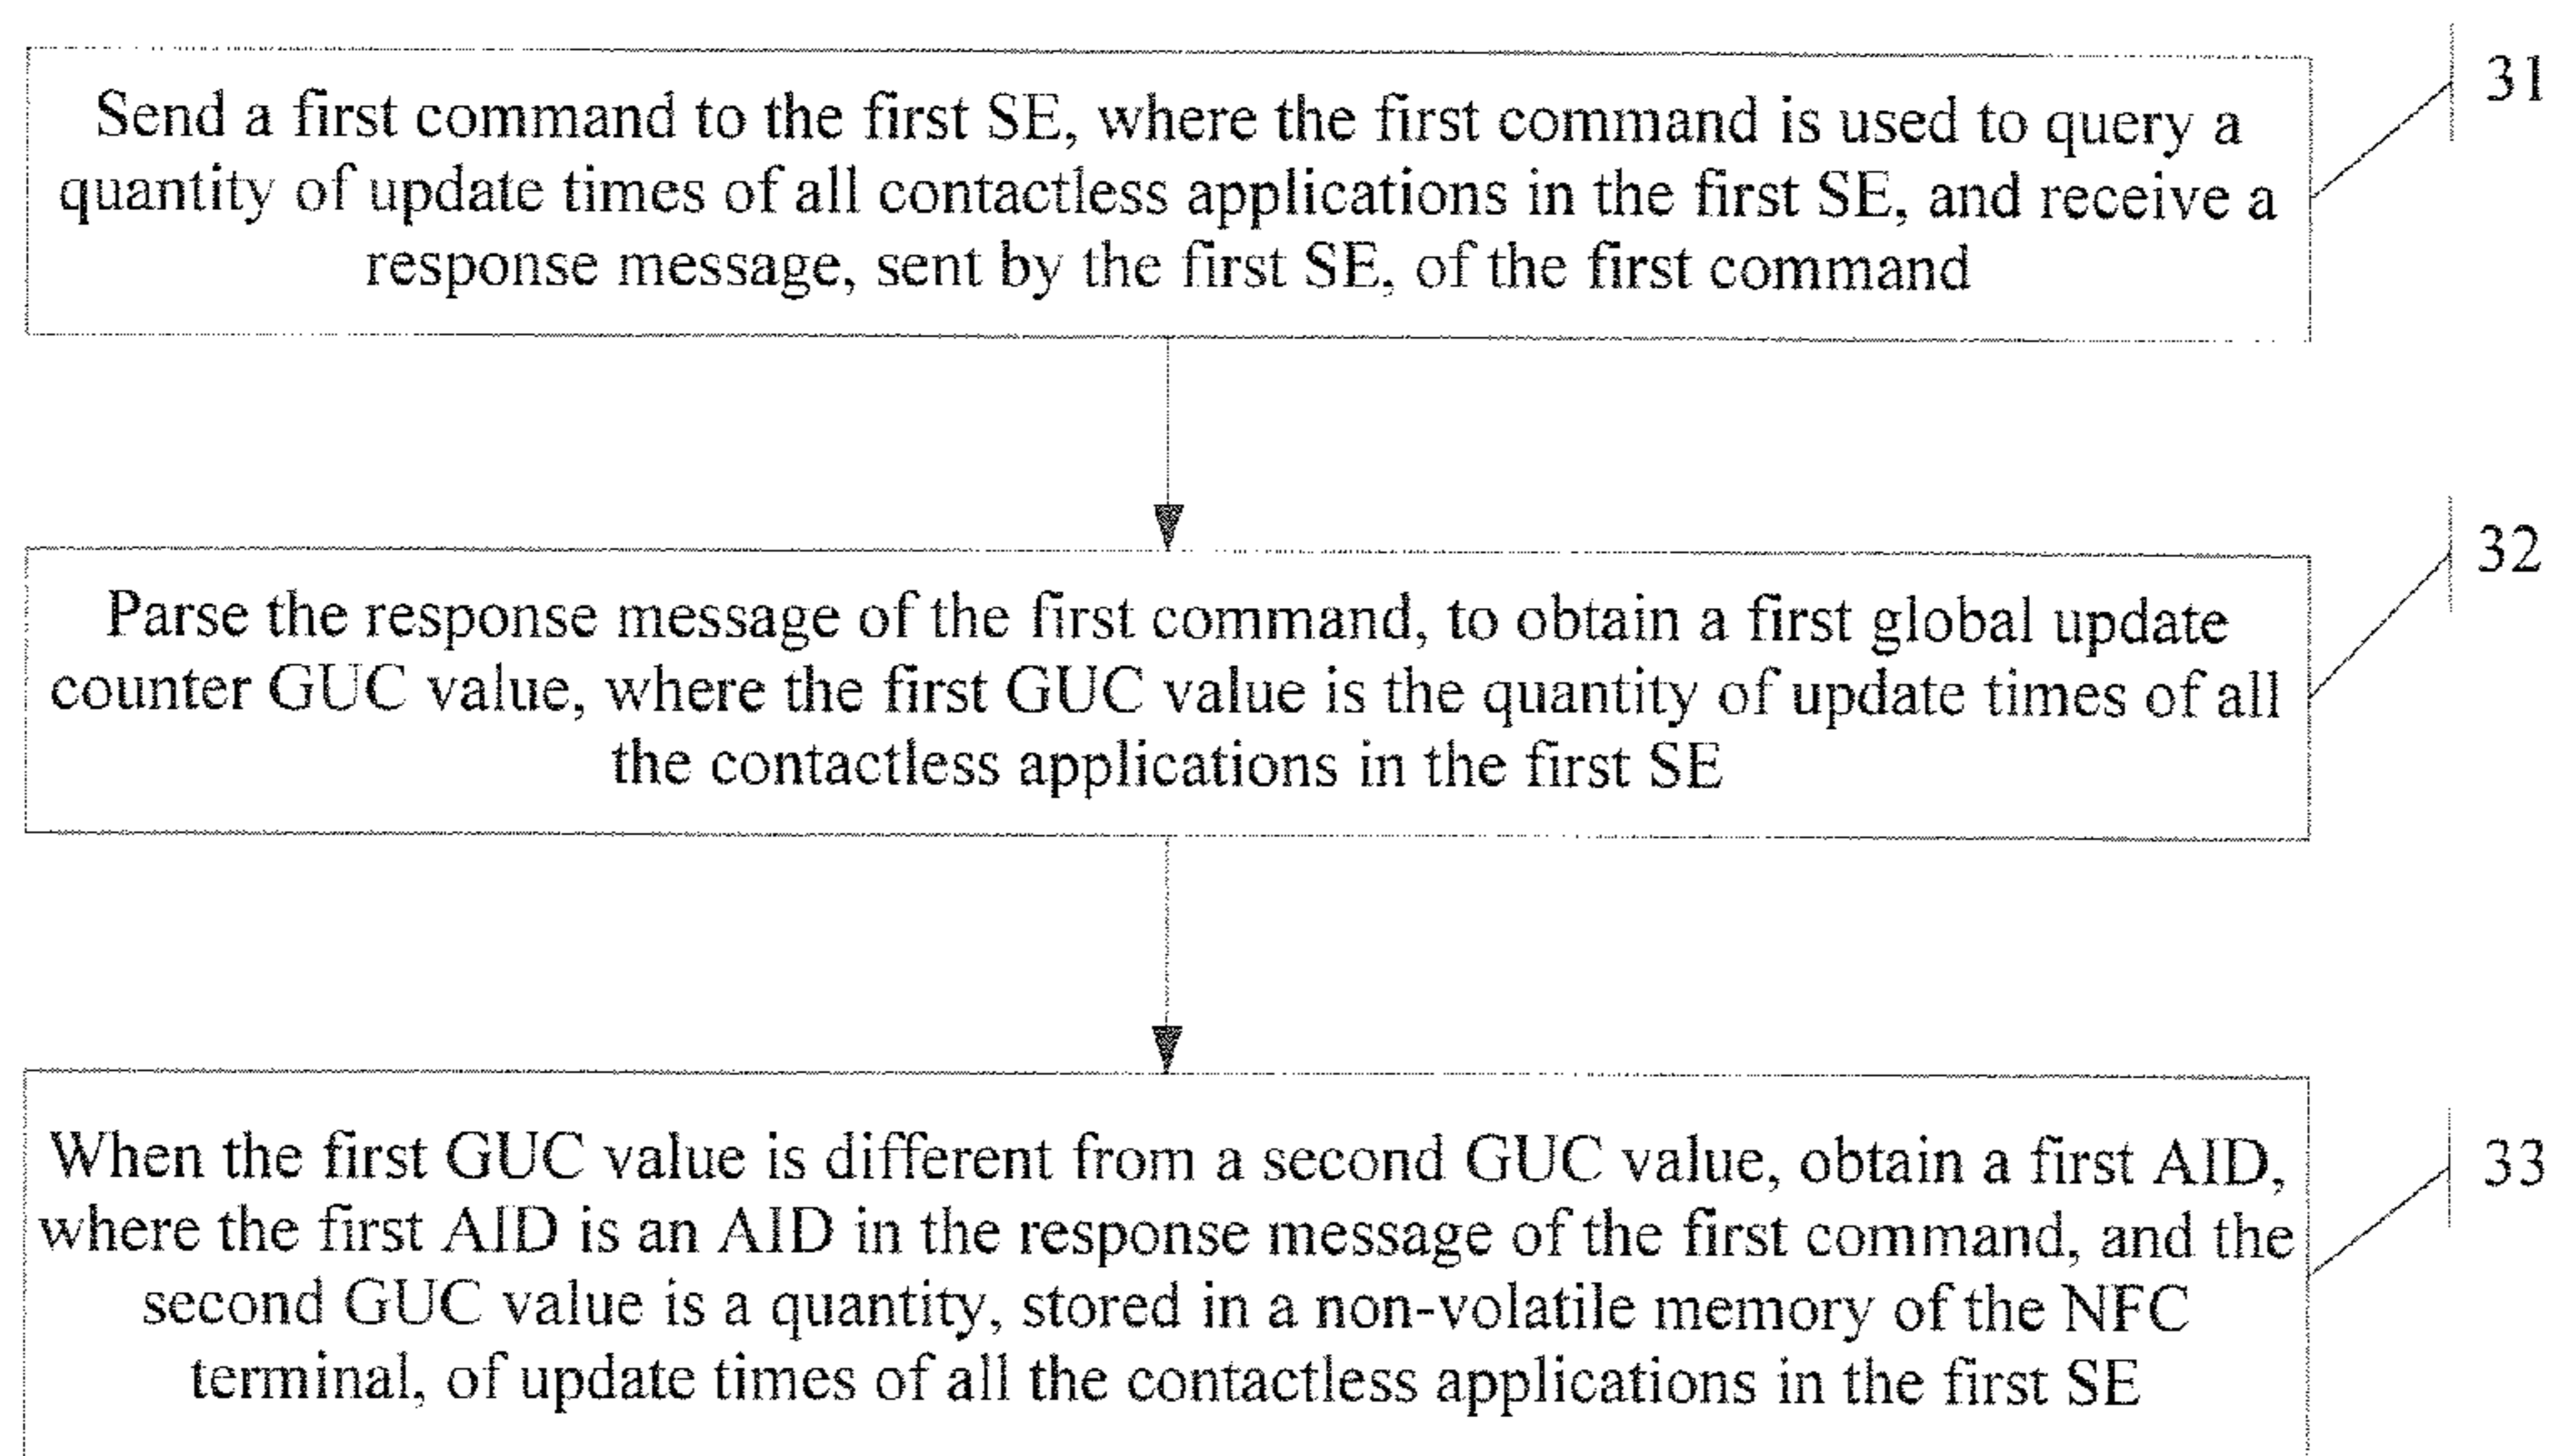 Send a first command to the first SE, where the first command is used to query a
quantity of update times of all contactless applications in the first SE, and receive a
response message, sent by the first SE, of the first command
31
Parse the response message of the first command, to obtain a first global update
counter GUC value, where the first GUC value is the quantity of update times of all
the contactless applications in the first SE
32
When the first GUC value is different from a second GUC value, obtain a first AID,
where the first AID is an AID in the response message of the first command, and the
second GUC value is a quantity, stored in a non-volatile memory of the NFC
terminal, of update times of all the contactless applications in the first SE
33